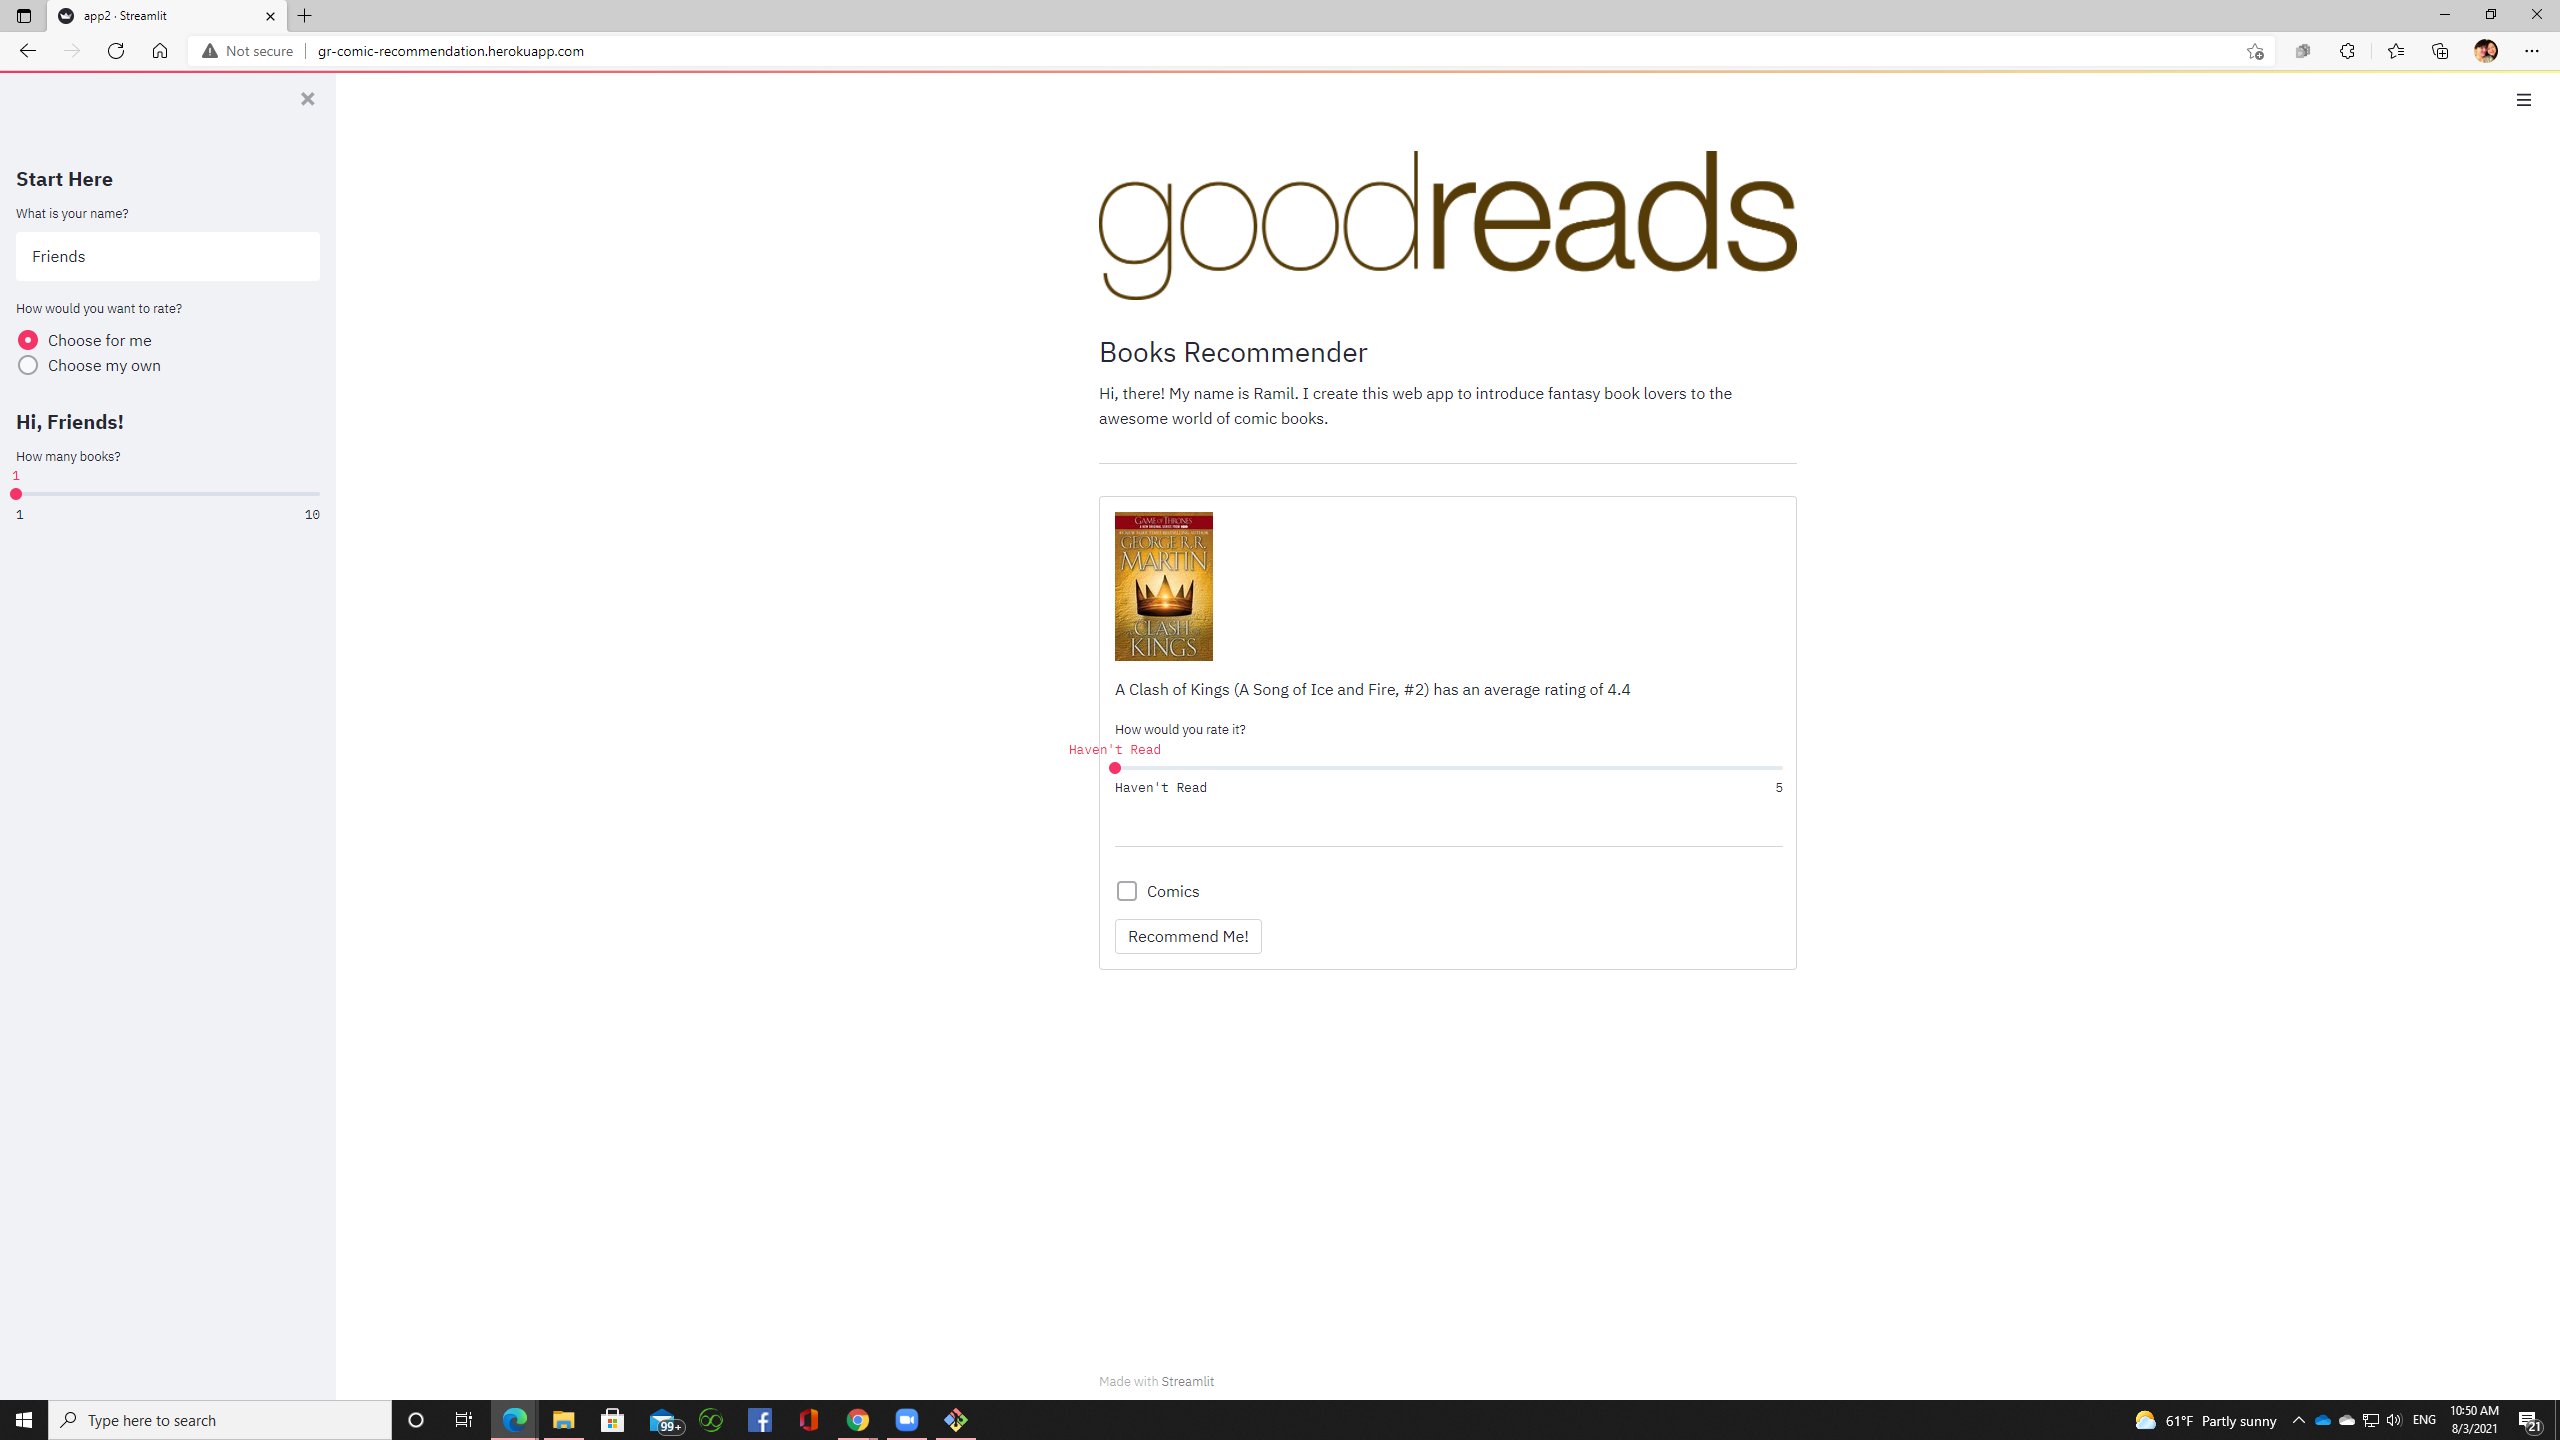 app2 · Streamlit
Not secure
gr-comic-recommendation.herokuapp.com
Start Here
What is your name?
Friends
How would you want to rate?
Choose for me
Choose my own
Hi, Friends!
How many books?
1
1 10
goodreads
Books Recommender
Hi, there! My name is Ramil. I create this web app to introduce fantasy book lovers to the
awesome world of comic books.
GAME OF THRONES
GEORGE R.R.
MARTIN
CLASH
KINGS
A Clash of Kings (A Song of Ice and Fire, #2) has an average rating of 4.4
How would you rate it?
Haven't Read
Haven't Read 5
Comics
Recommend Me!
Made with Streamlit
Type here to search
99+
61°F Partly sunny
ENG
10:50 AM
8/3/2021
21